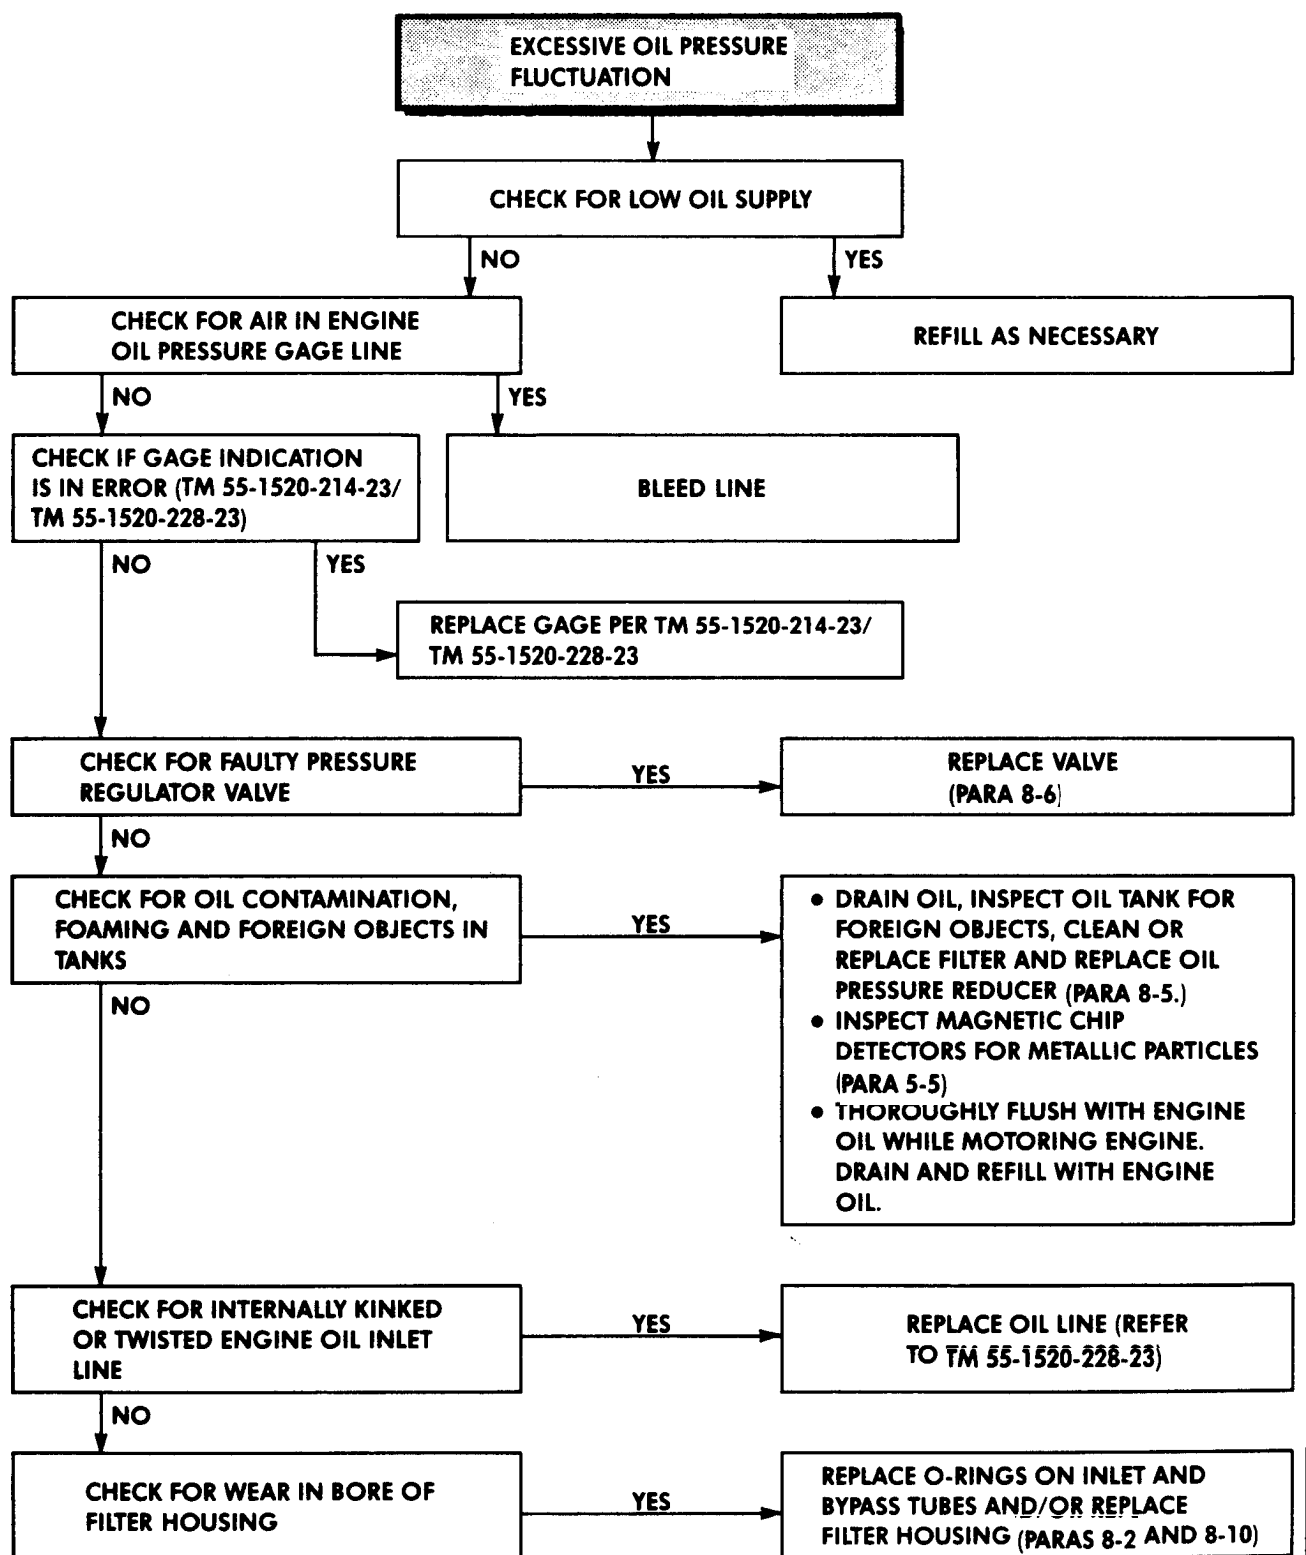 EXCESSIVE OIL PRESSURE
FLUCTUATION
CHECK FOR LOW OIL SUPPLY
NO
YES
CHECK FOR AIR IN ENGINE
OIL PRESSURE GAGE LINE
REFILL AS NECESSARY
NO
YES
CHECK IF GAGE INDICATION
IS IN ERROR (TM 55-1520-214-23/
TM 55-1520-228-23)
BLEED LINE
NO
YES
REPLACE GAGE PER TM 55-1520-214-23/
TM 55-1520-228-23
CHECK FOR FAULTY PRESSURE
REGULATOR VALVE
YES
REPLACE VALVE
(PARA 8-6)
NO
CHECK FOR OIL CONTAMINATION,
FOAMING AND FOREIGN OBJECTS IN
TANKS
YES
• DRAIN OIL, INSPECT OIL TANK FOR
FOREIGN OBJECTS, CLEAN OR
REPLACE FILTER AND REPLACE OIL
PRESSURE REDUCER (PARA 8-5.)
• INSPECT MAGNETIC CHIP
DETECTORS FOR METALLIC PARTICLES
(PARA 5-5)
• THOROUGHLY FLUSH WITH ENGINE
OIL WHILE MOTORING ENGINE.
DRAIN AND REFILL WITH ENGINE
OIL.
NO
CHECK FOR INTERNALLY KINKED
OR TWISTED ENGINE OIL INLET
LINE
YES
REPLACE OIL LINE (REFER
TO TM 55-1520-228-23)
NO
CHECK FOR WEAR IN BORE OF
FILTER HOUSING
YES
REPLACE O-RINGS ON INLET AND
BYPASS TUBES AND/OR REPLACE
FILTER HOUSING (PARAS 8-2 AND 8-10)